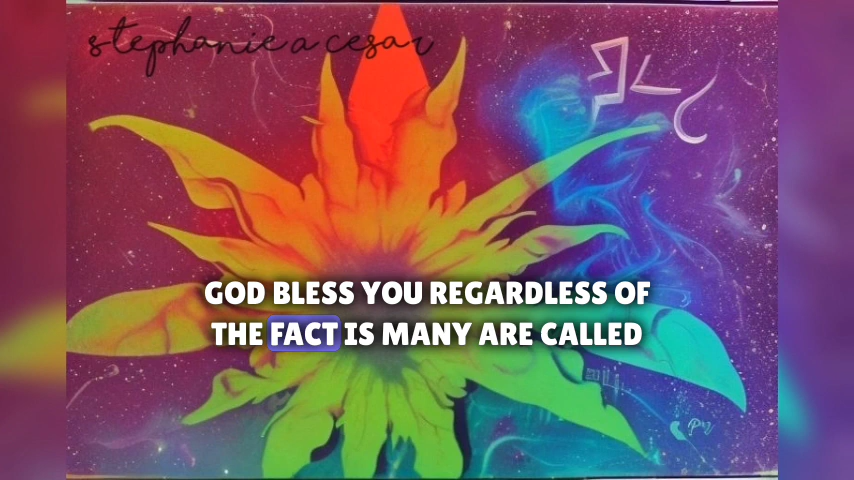 stephanie a cesar
GOD BLESS YOU REGARDLESS OF
THE FACT IS MANY ARE CALLED